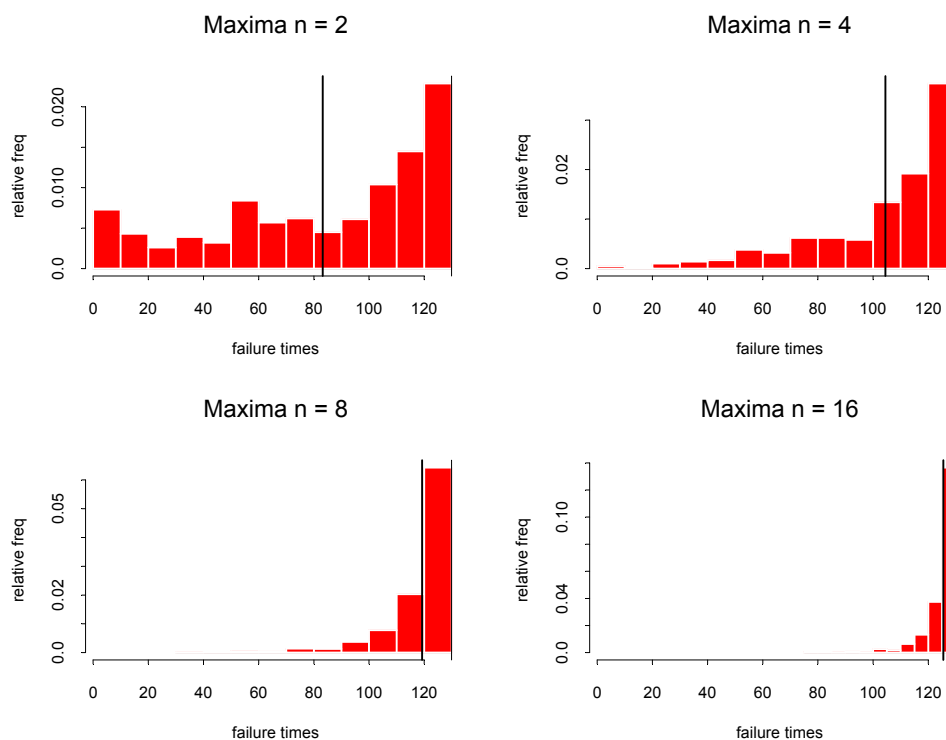 Maxima n = 2
relative freq
0.020
0.010
0.0
0 20 40 60 80 100 120
failure times
Maxima n = 4
relative freq
0.02
0.0
0 20 40 60 80 100 120
failure times
Maxima n = 8
relative freq
0.05
0.02
0.0
0 20 40 60 80 100 120
failure times
Maxima n = 16
relative freq
0.10
0.04
0.0
0 20 40 60 80 100 120
failure times